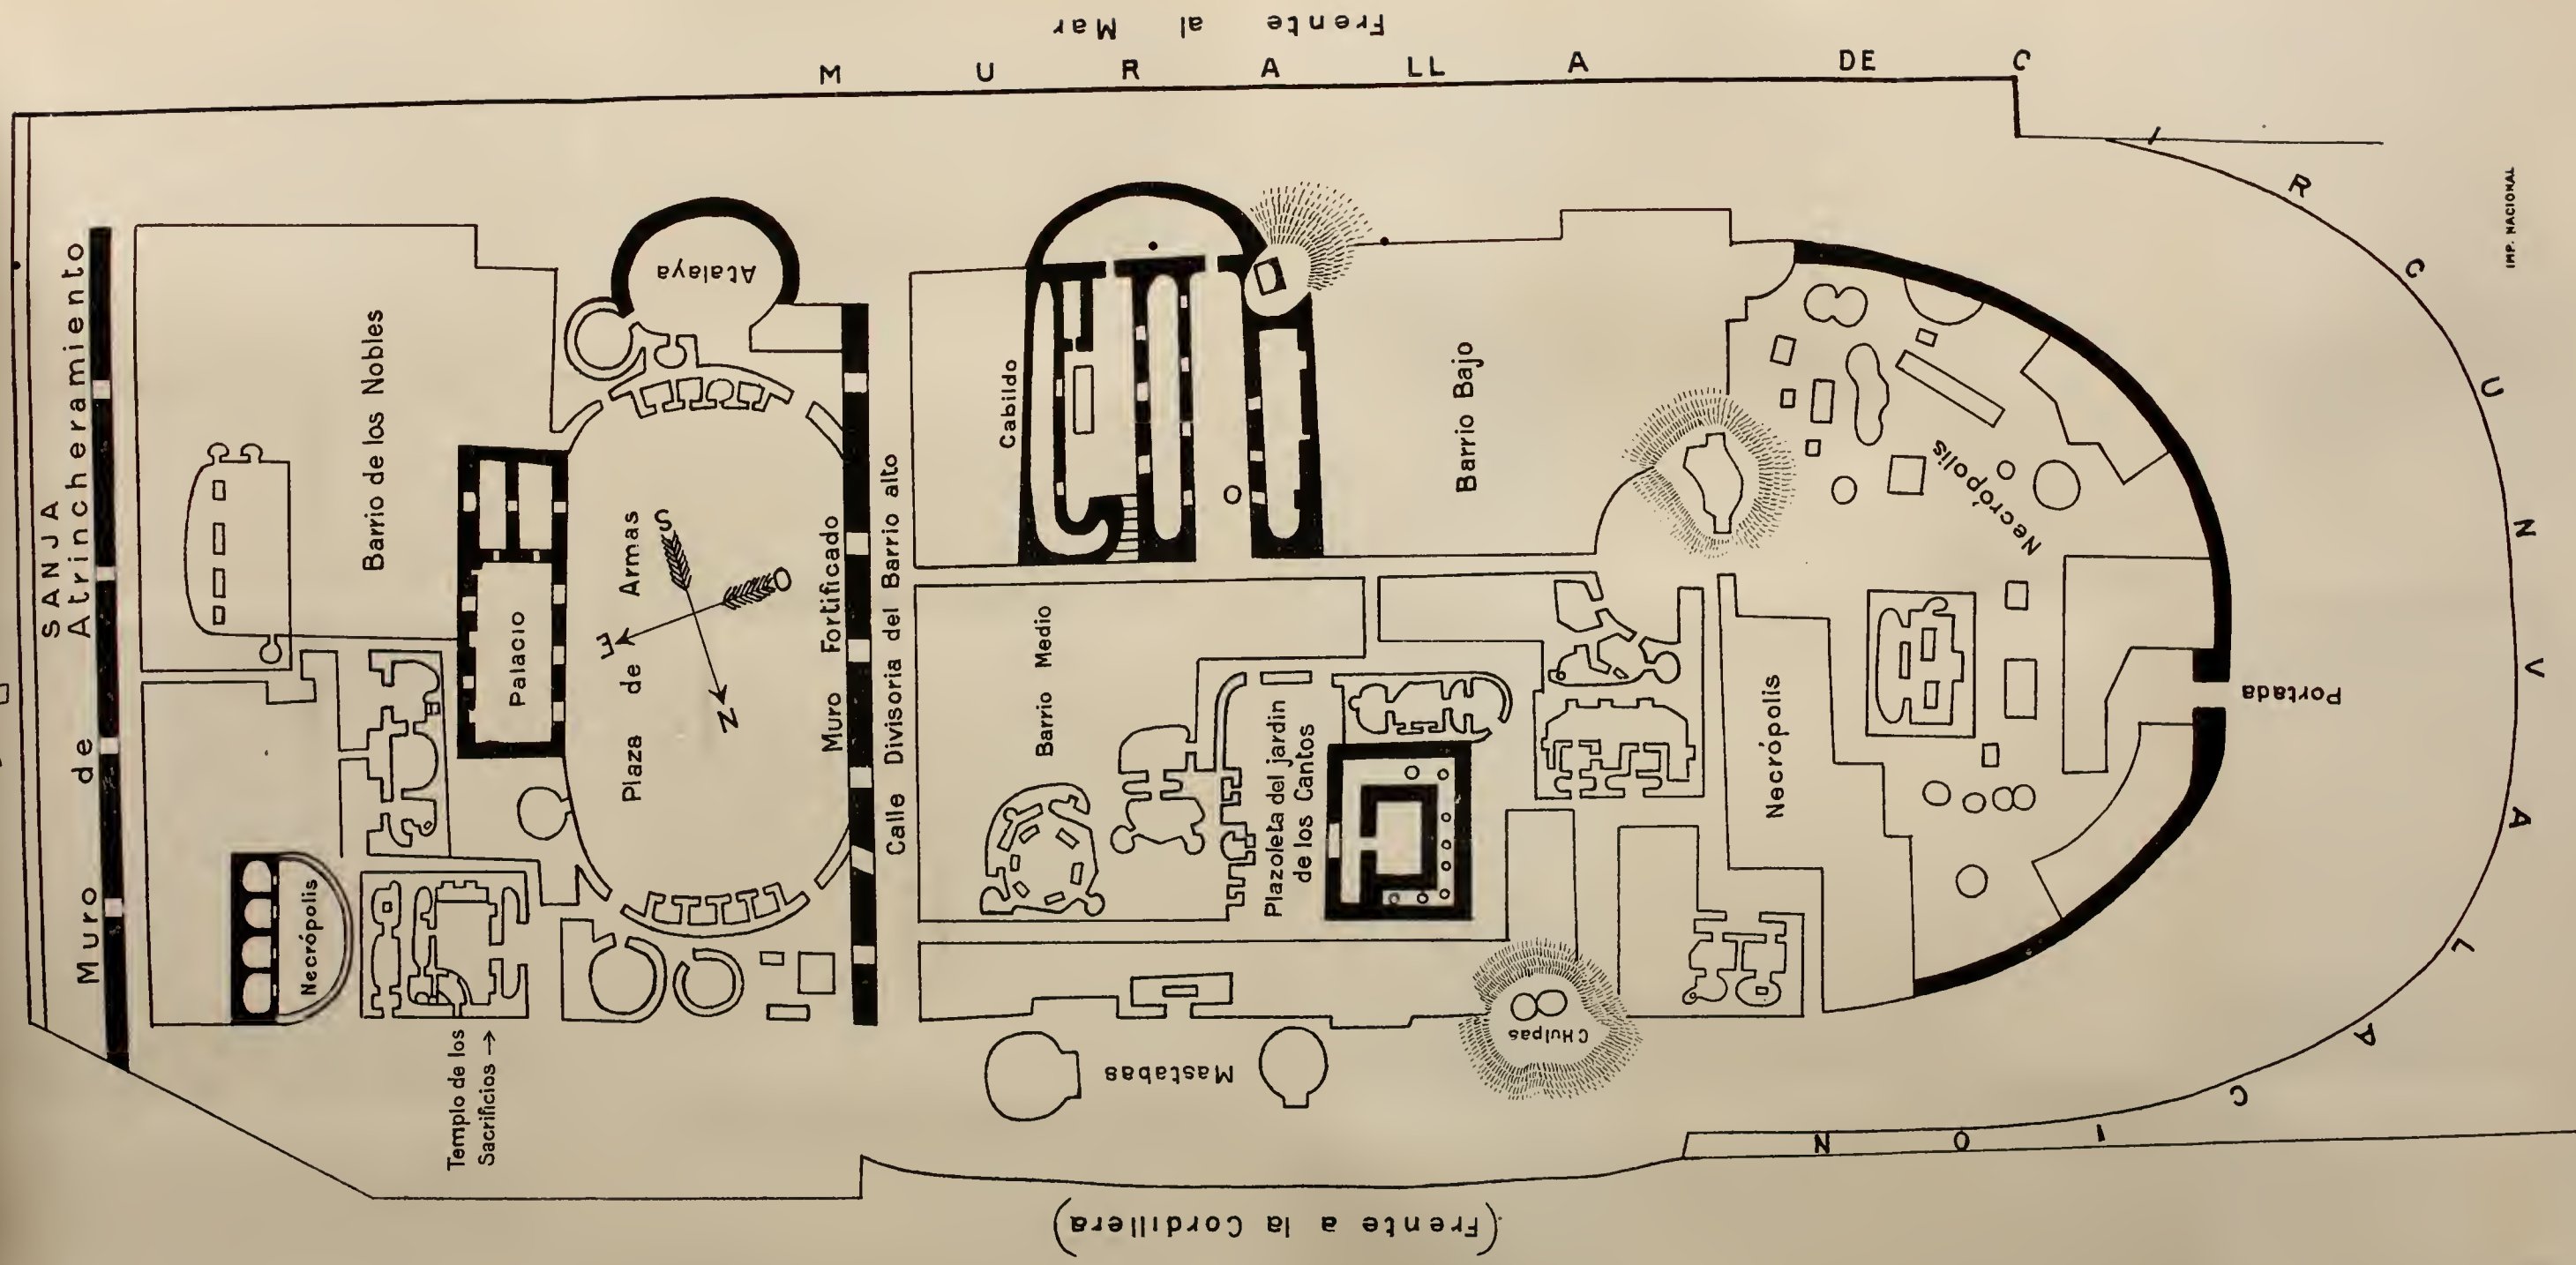 Frente al Mar
MURALLA DE CIRCUNVALACION
IMP. NACIONAL
SANJA
Muro de Atrincheramiento
Barrio de los Nobles
Atalaya
Palacio
Plaza de Armas
S
O
E
N
Muro Fortificado
Calle Divisoria del Barrio alto
Cabildo
Barrio Bajo
Necrópolis
Barrio Medio
Plazoleta del jardin
de los Cantos
Necrópolis
Portada
Necrópolis
Templo de los
Sacrificios →
Mastabas
CHulpas
(Frente a la Cordillera)